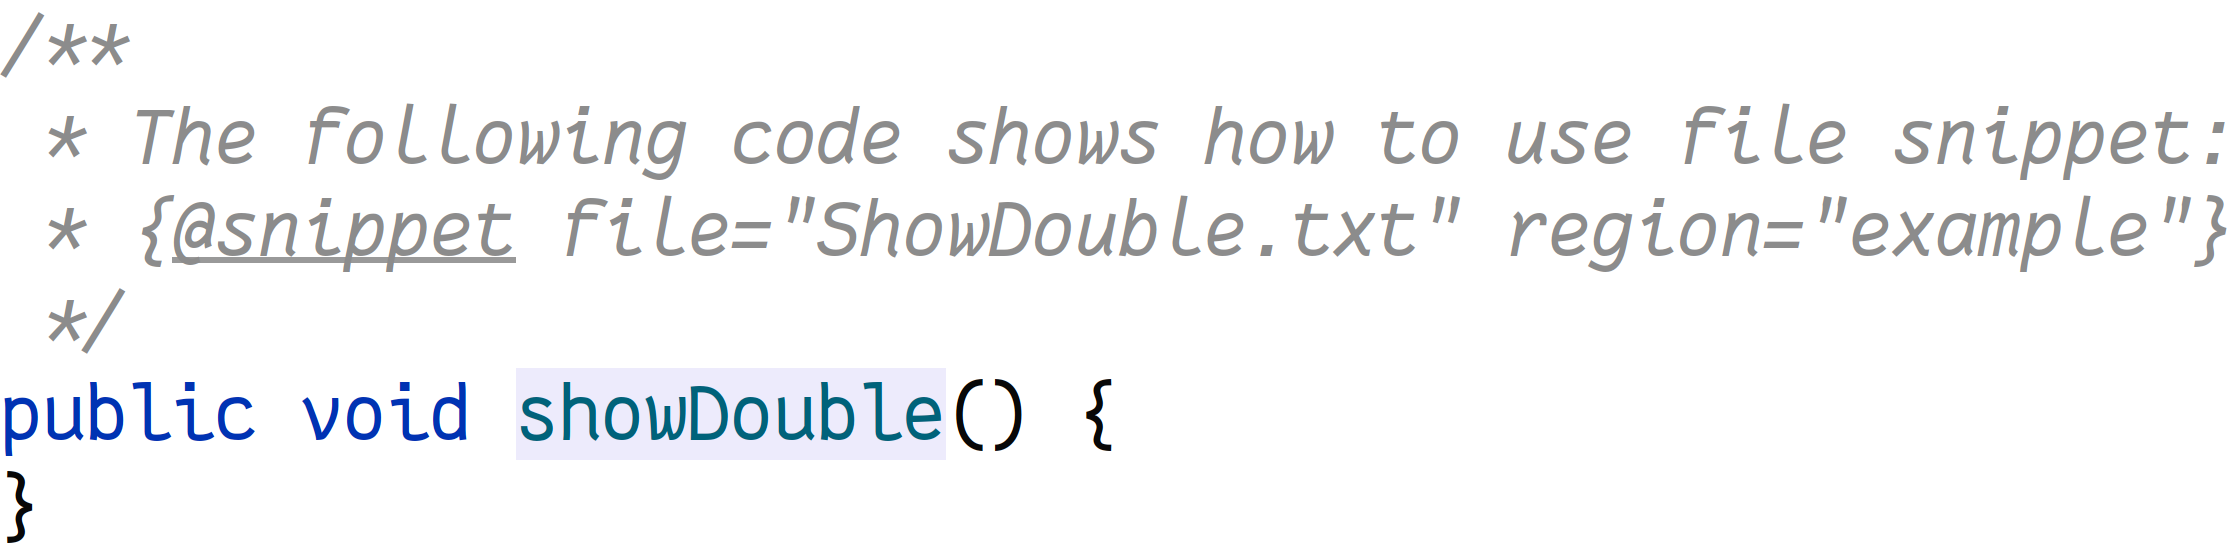 /**
 * The following code shows how to use file snippet:
 * {@snippet file="ShowDouble.txt" region="example"}
 */
public void showDouble() {
}